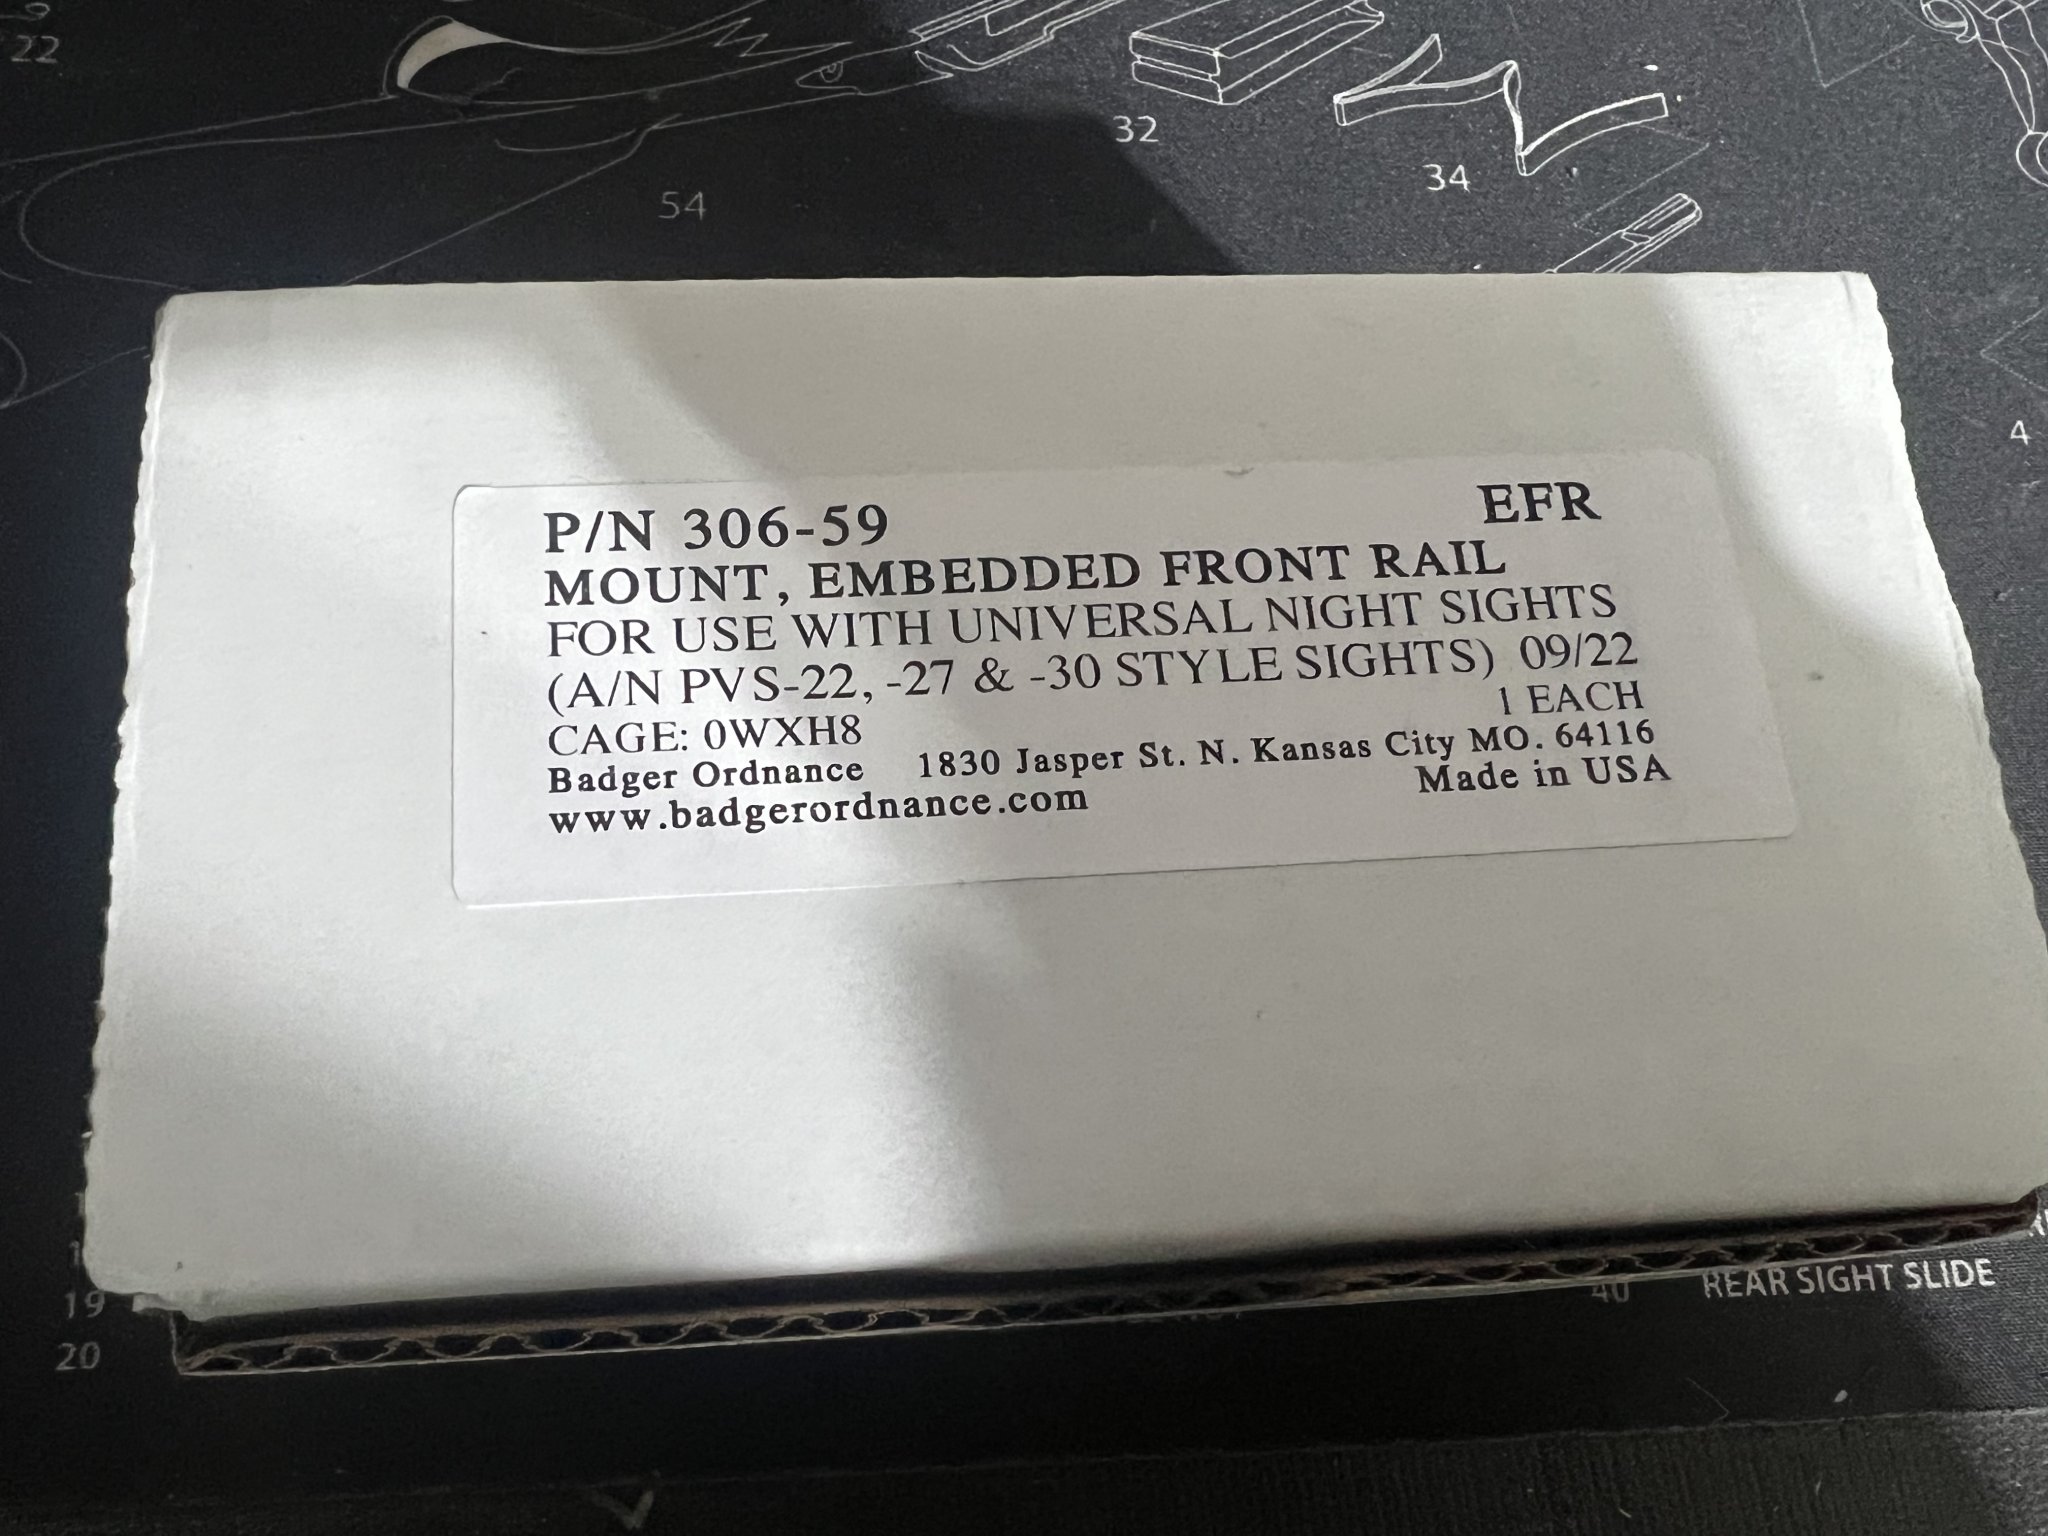 22
32
34
54
4
P/N 306-59 EFR
MOUNT, EMBEDDED FRONT RAIL
FOR USE WITH UNIVERSAL NIGHT SIGHTS
(A/N PVS-22, -27 & -30 STYLE SIGHTS) 09/22
CAGE: 0WXH8 1 EACH
Badger Ordnance 1830 Jasper St. N. Kansas City MO. 64116
www.badgerordnance.com Made in USA
19
40 REAR SIGHT SLIDE
20